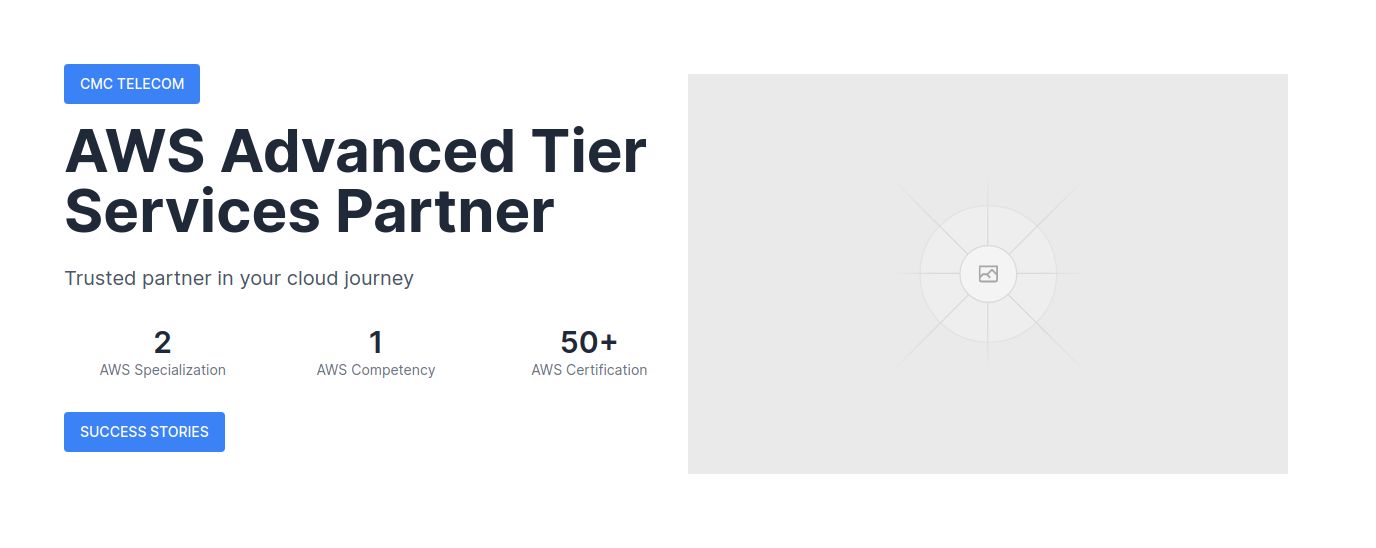 CMC TELECOM
AWS Advanced Tier
Services Partner
Trusted partner in your cloud journey
2
AWS Specialization
1
AWS Competency
50+
AWS Certification
SUCCESS STORIES